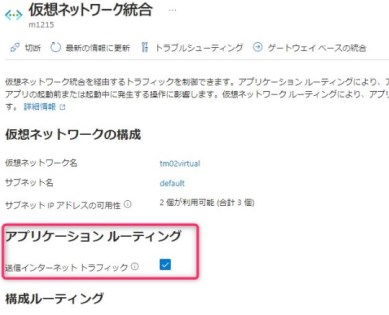 仮想ネットワーク統合 …
m1215
切断 最新の情報に更新 トラブルシューティング ゲートウェイ ベースの統合
仮想ネットワーク統合を経由するトラフィックを制御できます。アプリケーション ルーティングにより、ア
アプリの起動前または起動中に発生する操作に影響します。仮想ネットワーク ルーティングにより、アプリ
す。 詳細情報
仮想ネットワークの構成
仮想ネットワーク名 tm02virtual
サブネット名 default
サブネット IP アドレスの可用性 2 個が利用可能 (合計 3 個)
アプリケーション ルーティング
送信インターネット トラフィック
構成ルーティング